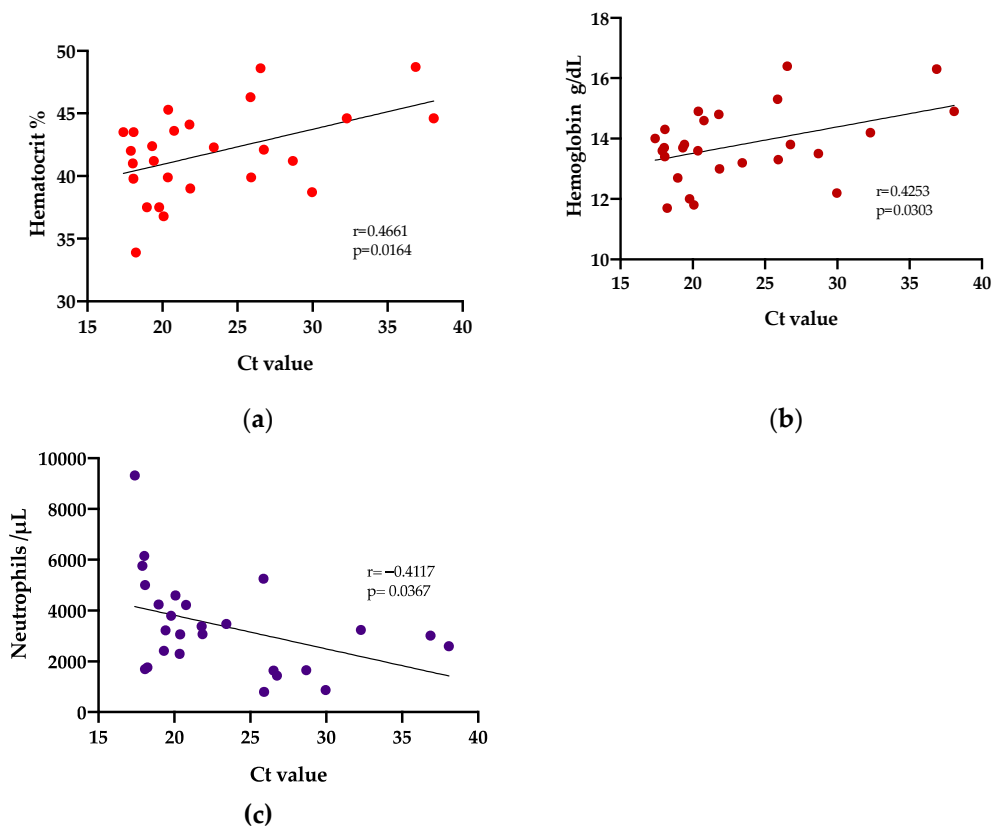 50
45
40
35
30
Hematocrit %
r=0.4661
p=0.0164
15 20 25 30 35 40
Ct value
(a)
18
16
14
12
10
Hemoglobin g/dL
r=0.4253
p=0.0303
15 20 25 30 35 40
Ct value
(b)
10000
8000
6000
4000
2000
0
Neutrophils /μL
r= −0.4117
p= 0.0367
15 20 25 30 35 40
Ct value
(c)